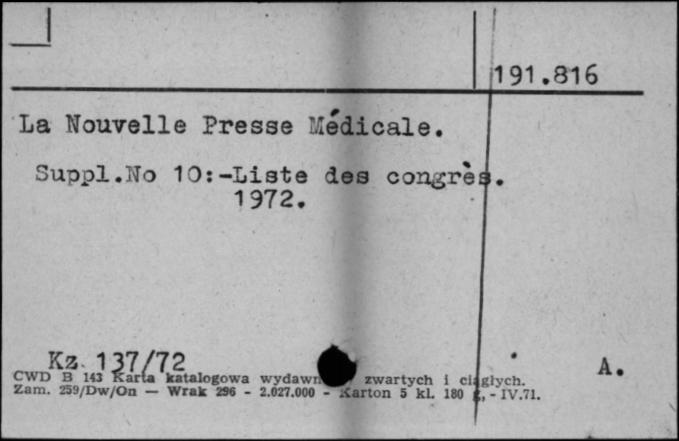 191.816
La Nouvelle Presse Médicale.
Suppl.No 10:-Liste des congrès.
1972.
Kz. 137/72
A.
CWD B 143 Karta katalogowa zwartych i ciągłych.
Zam. 259/Dw/On — Wrak 296 - 2.027.000 - Karton 5 kl. 180 g, - IV.71.